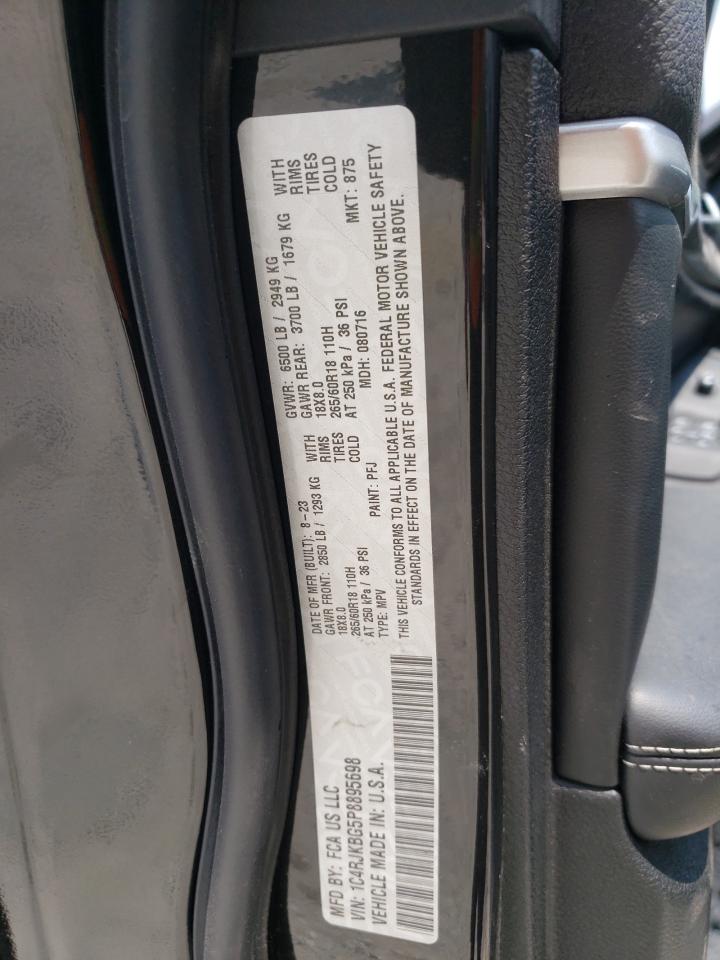 MFD BY: FCA US LLC
VIN: 1C4RJKBG5P8895698
VEHICLE MADE IN: U.S.A.
DATE OF MFR (BUILT): 8-23
GAWR FRONT: 2850 LB / 1293 KG WITH
18X8.0 RIMS
265/60R18 110H TIRES
AT 250 kPa / 36 PSI COLD
TYPE: MPV PAINT: PFJ
GVWR: 6500 LB / 2949 KG
GAWR REAR: 3700 LB / 1679 KG WITH
18X8.0 RIMS
265/60R18 110H TIRES
AT 250 kPa / 36 PSI COLD
MDH: 080716 MKT: 875
THIS VEHICLE CONFORMS TO ALL APPLICABLE U.S.A. FEDERAL MOTOR VEHICLE SAFETY
STANDARDS IN EFFECT ON THE DATE OF MANUFACTURE SHOWN ABOVE.